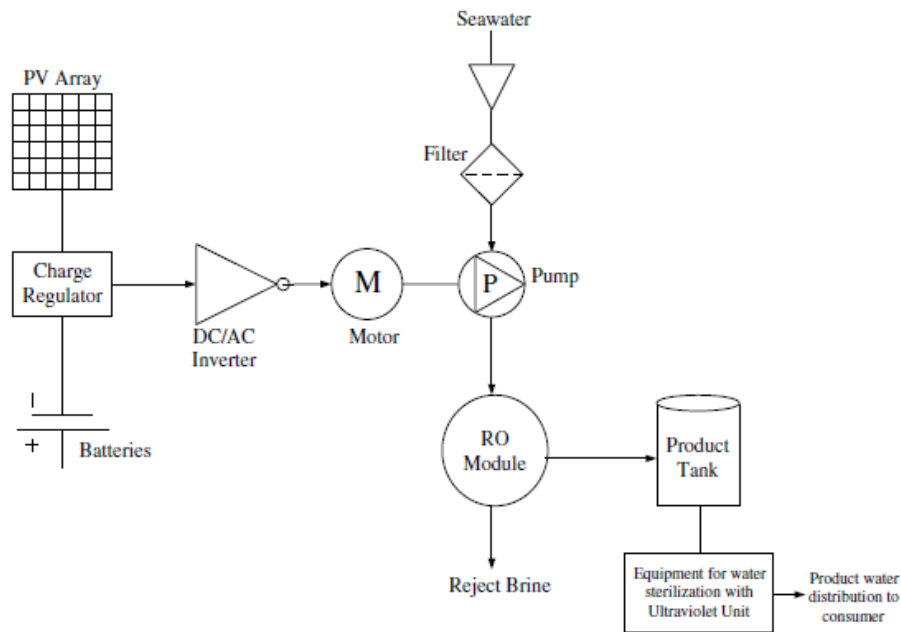 Seawater
PV Array
Filter
Charge
Regulator
M
P
Pump
DC/AC
Inverter
Motor
−
+
Batteries
RO
Module
Product
Tank
Reject Brine
Equipment for water
sterilization with
Ultraviolet Unit
Product water
distribution to
consumer